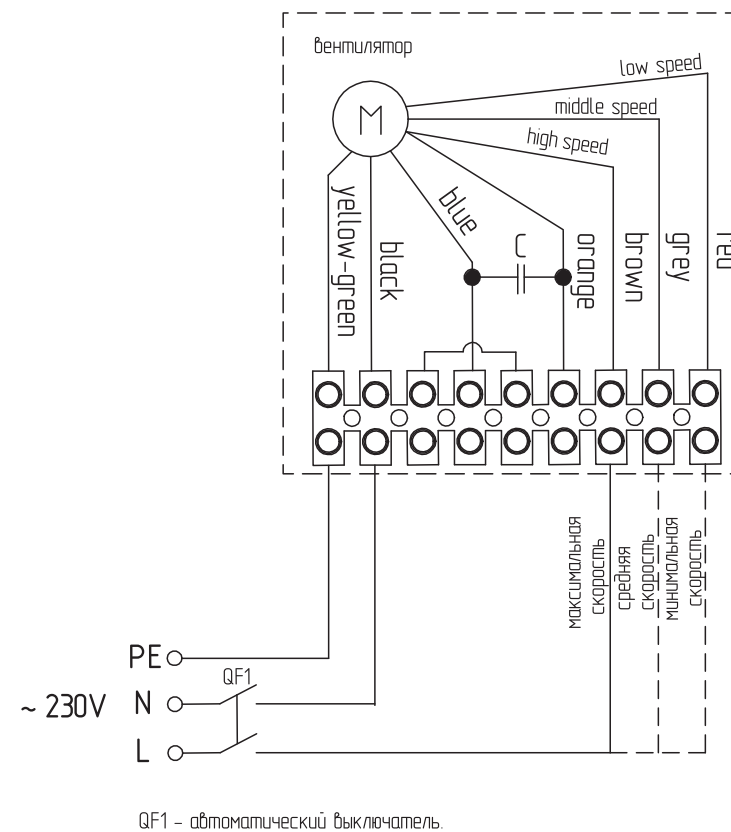 вентилятор
low speed
middle speed
high speed
yellow-green
black
blue
C
orange
brown
grey
red
максимальная
скорость
средняя
скорость
минимальная
скорость
PE
QF1
~ 230V
N
L
QF1 – автоматический выключатель.